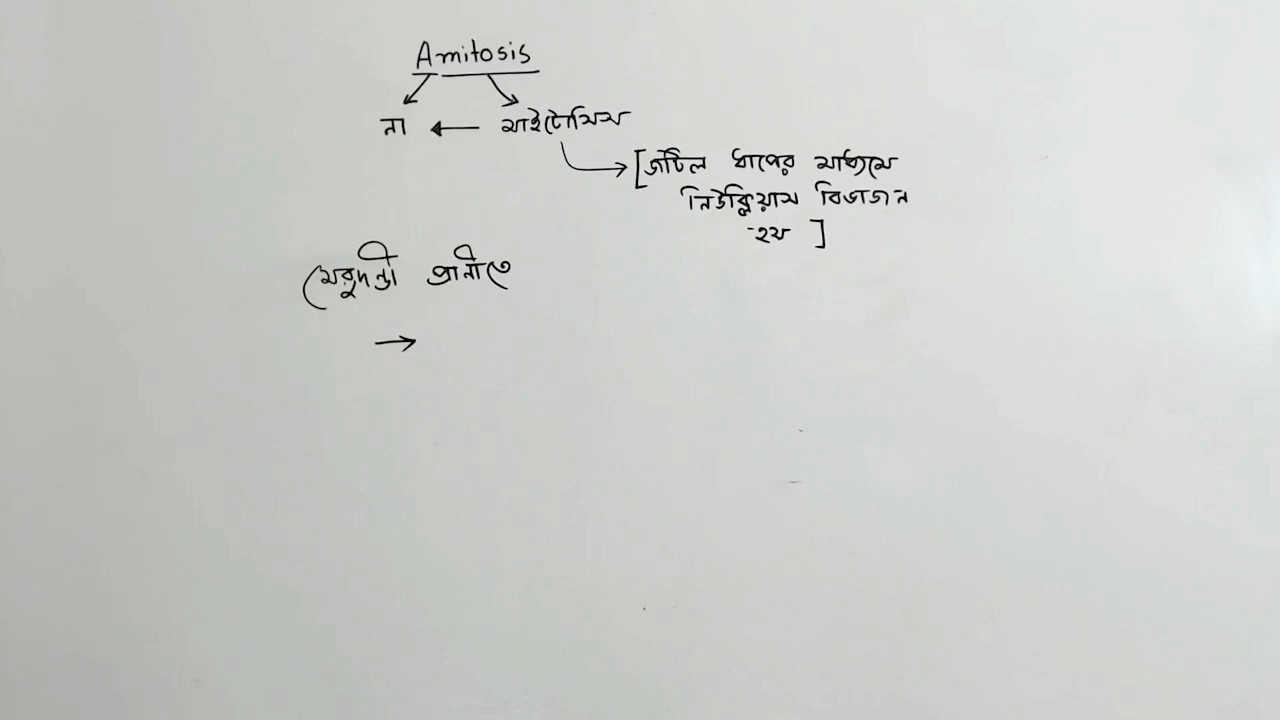 Amitosis
না ← মাইটোসিস
→ [জটিল ধাপের মাধ্যমে
নিউক্লিয়াস বিভাজন
হয় ]
মেরুদন্ডী প্রানীতে
→